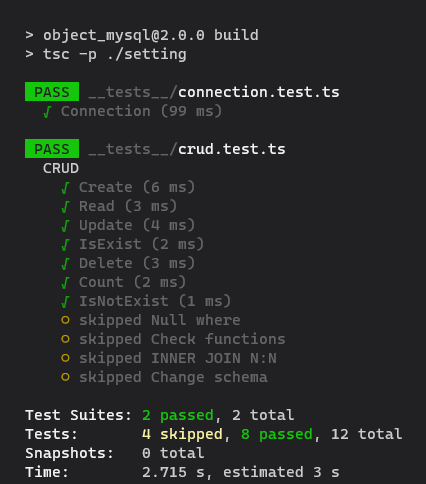 > object_mysql@2.0.0 build
> tsc -p ./setting
PASS __tests__/connection.test.ts
√ Connection (99 ms)
PASS __tests__/crud.test.ts
CRUD
√ Create (6 ms)
√ Read (3 ms)
√ Update (4 ms)
√ IsExist (2 ms)
√ Delete (3 ms)
√ Count (2 ms)
√ IsNotExist (1 ms)
○ skipped Null where
○ skipped Check functions
○ skipped INNER JOIN N:N
○ skipped Change schema
Test Suites: 2 passed, 2 total
Tests: 4 skipped, 8 passed, 12 total
Snapshots: 0 total
Time: 2.715 s, estimated 3 s